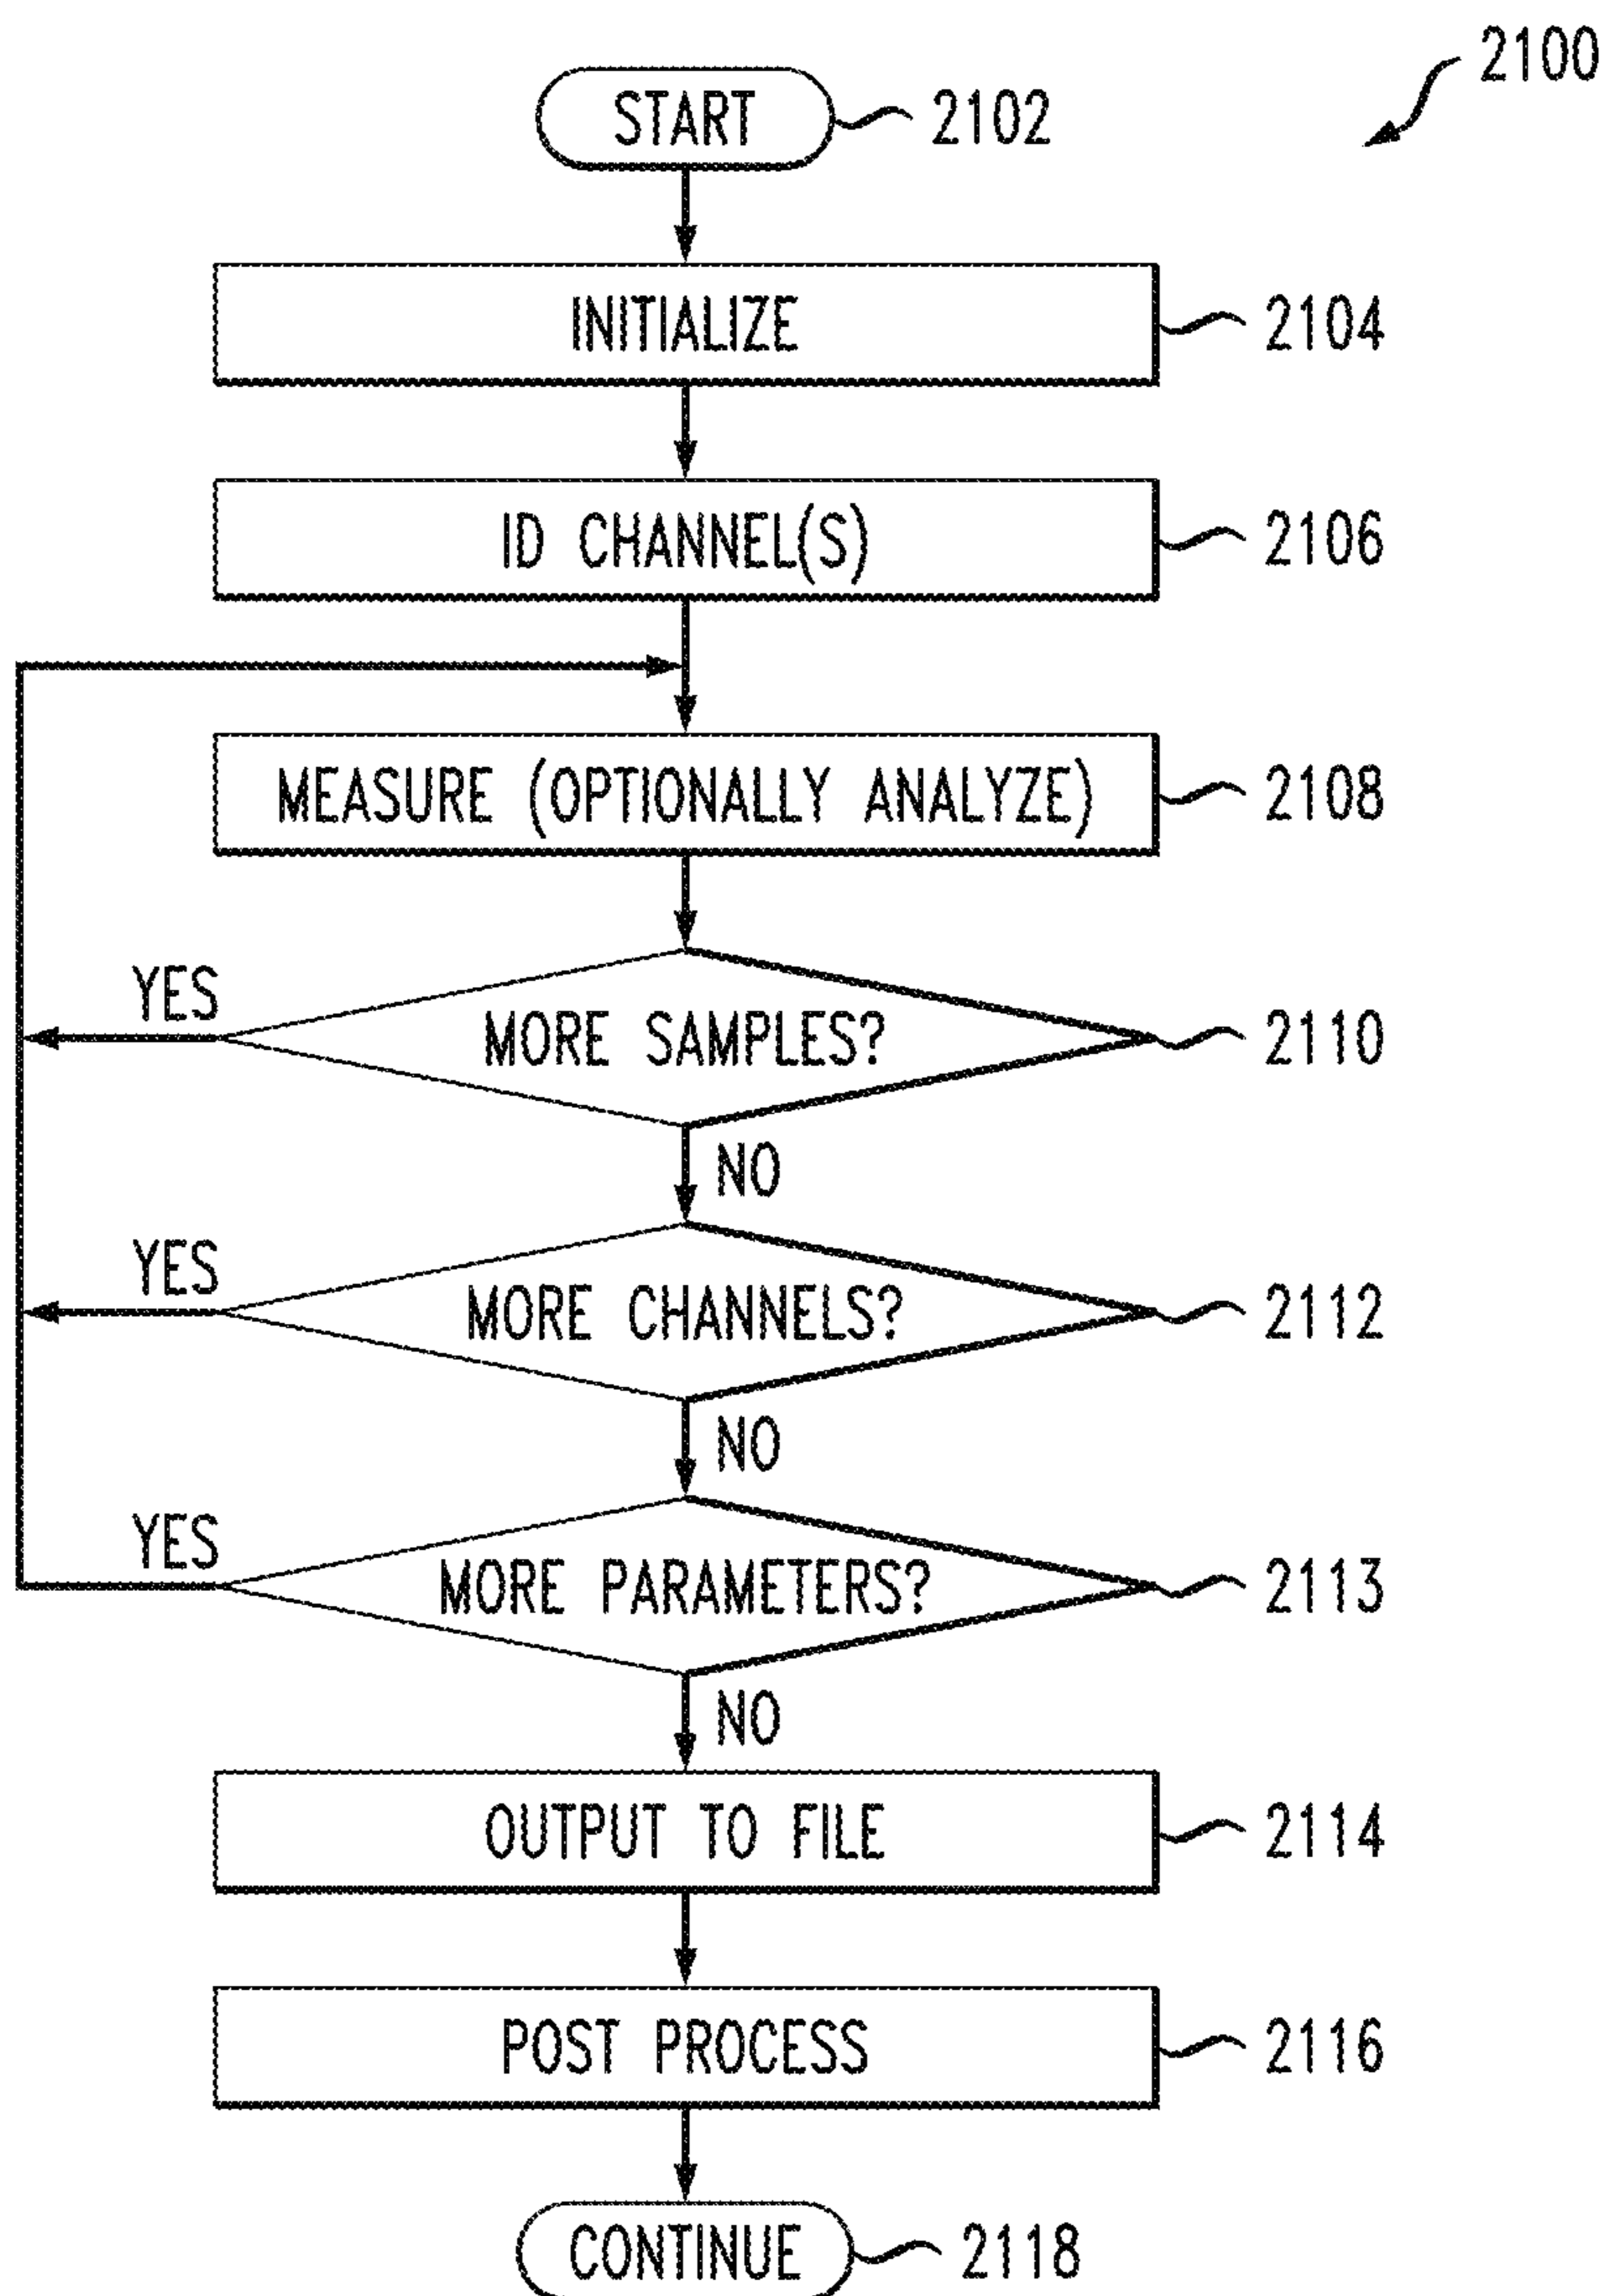 2100
START 2102
INITIALIZE 2104
ID CHANNEL(S) 2106
MEASURE (OPTIONALLY ANALYZE) 2108
YES
MORE SAMPLES? 2110
NO
YES
MORE CHANNELS? 2112
NO
YES
MORE PARAMETERS? 2113
NO
OUTPUT TO FILE 2114
POST PROCESS 2116
CONTINUE 2118